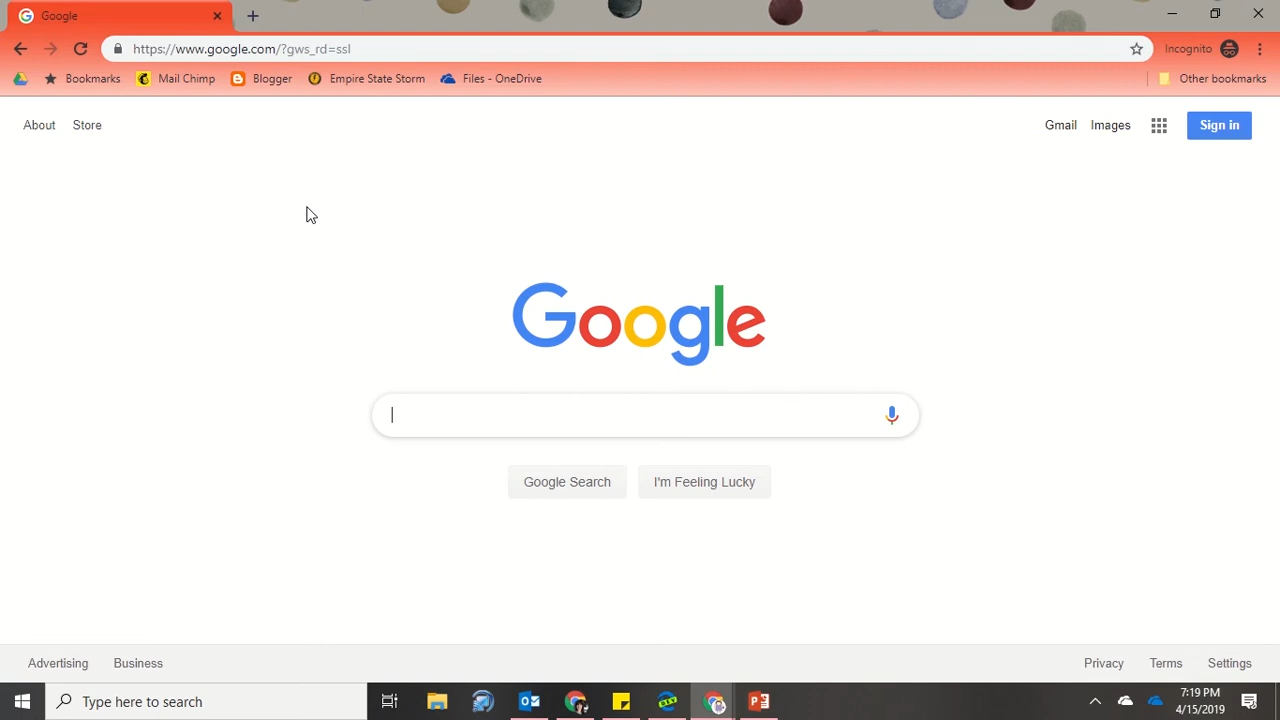 Google
https://www.google.com/?gws_rd=ssl
Incognito
Bookmarks Mail Chimp Blogger Empire State Storm Files - OneDrive Other bookmarks
About Store Gmail Images Sign in
Google
Google Search I'm Feeling Lucky
Advertising Business Privacy Terms Settings
Type here to search
7:19 PM
4/15/2019